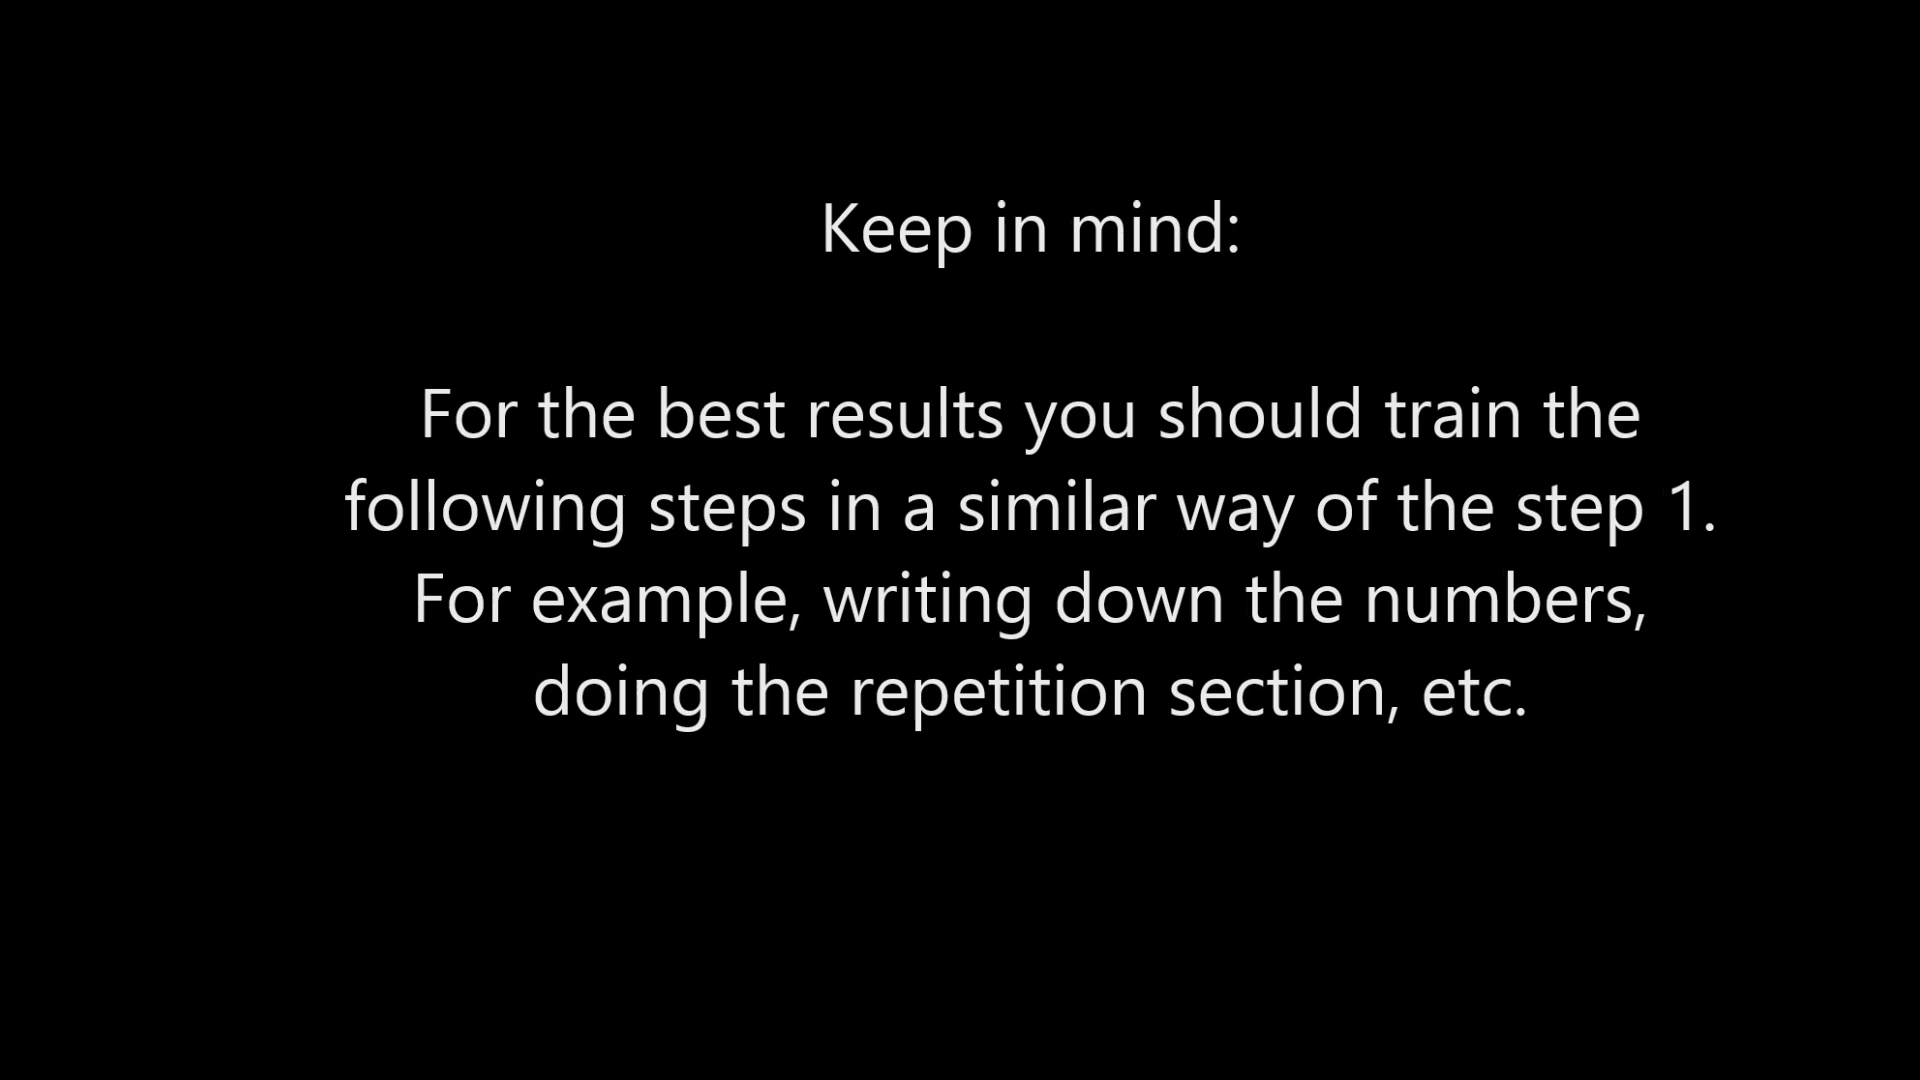 Keep in mind:
For the best results you should train the
following steps in a similar way of the step 1.
For example, writing down the numbers,
doing the repetition section, etc.